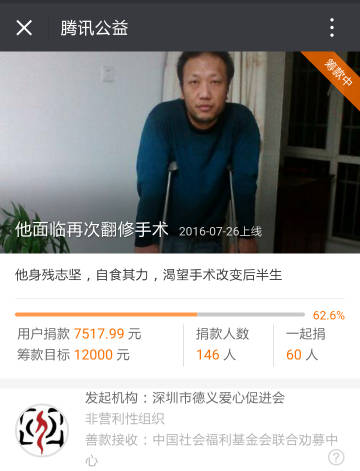 腾讯公益
筹款中
他面临再次翻修手术 2016-07-26上线
他身残志坚，自食其力，渴望手术改变后半生
62.6%
用户捐款 7517.99 元 捐款人数 一起捐
筹款目标 12000 元 146 人 60 人
发起机构：深圳市德义爱心促进会
非营利性组织
善款接收：中国社会福利基金会联合劝募中
心
?